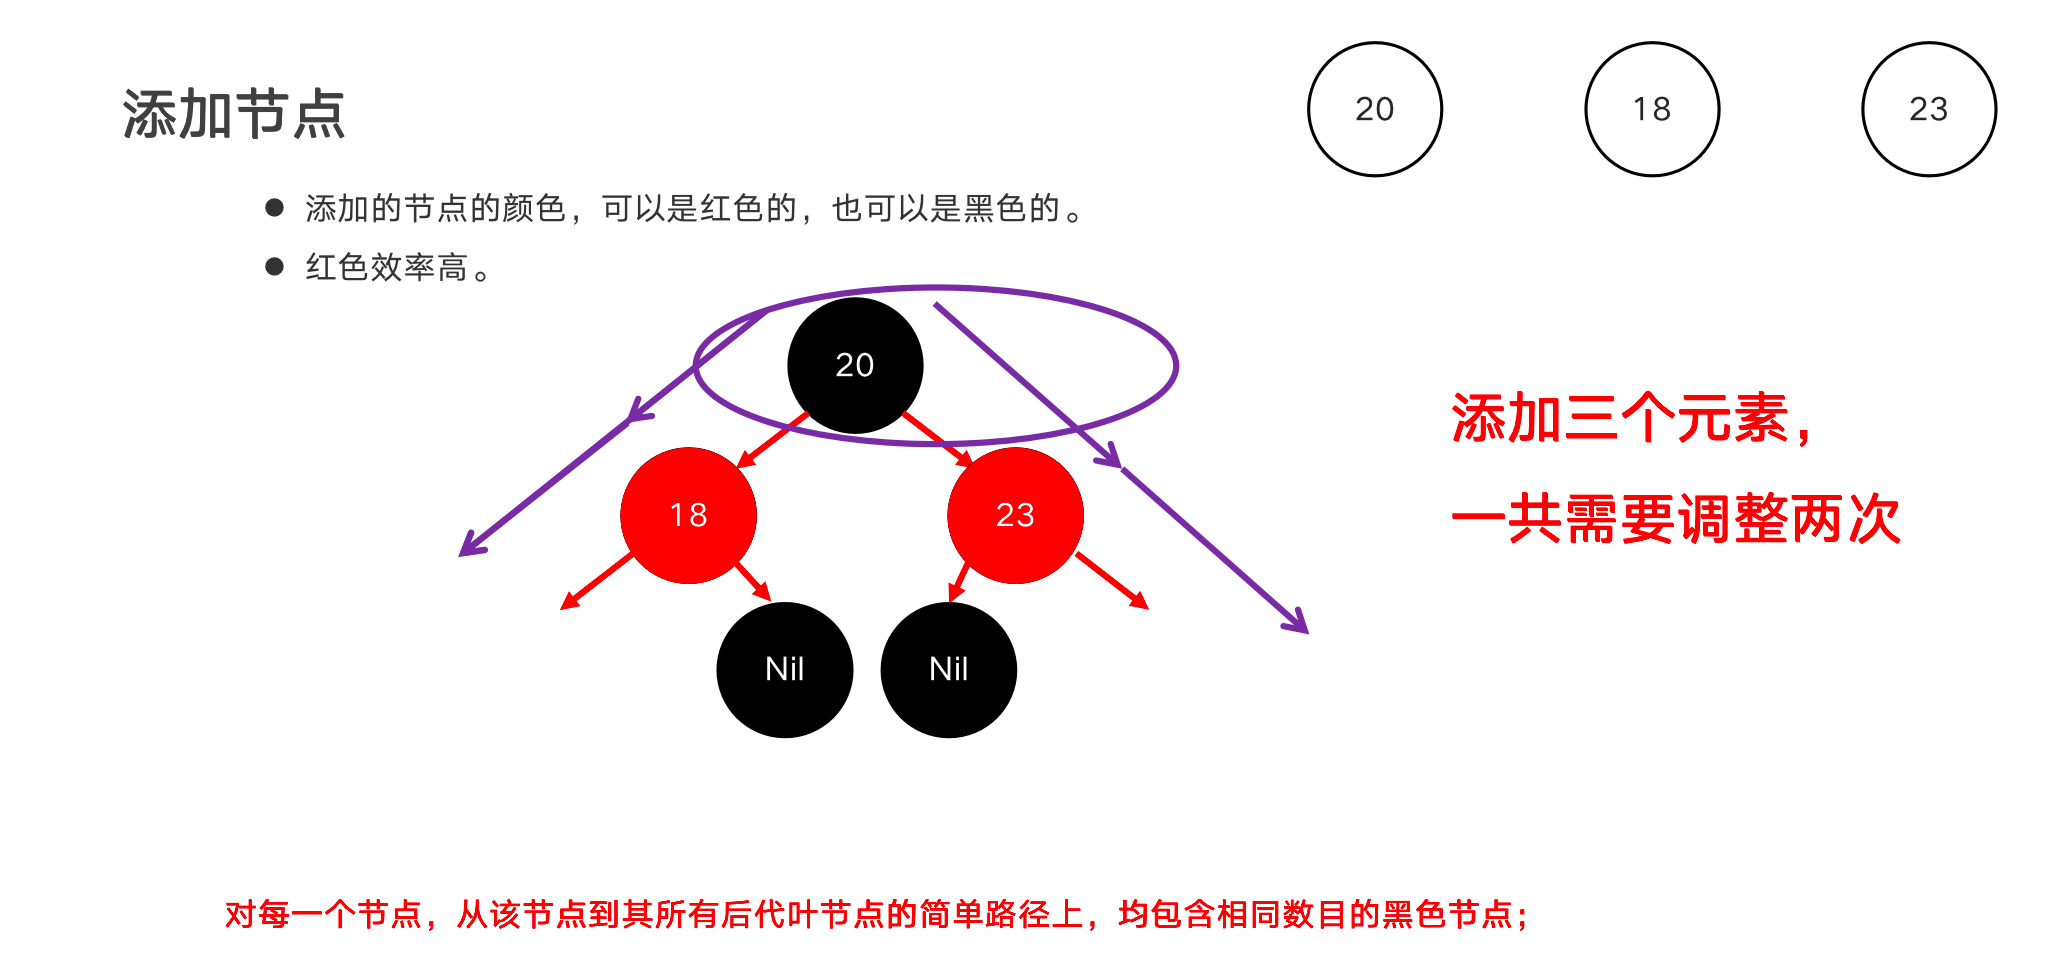 添加节点
20 18 23
添加的节点的颜色，可以是红色的，也可以是黑色的。
红色效率高。
20
18 23
Nil Nil
添加三个元素，
一共需要调整两次
对每一个节点，从该节点到其所有后代叶节点的简单路径上，均包含相同数目的黑色节点；